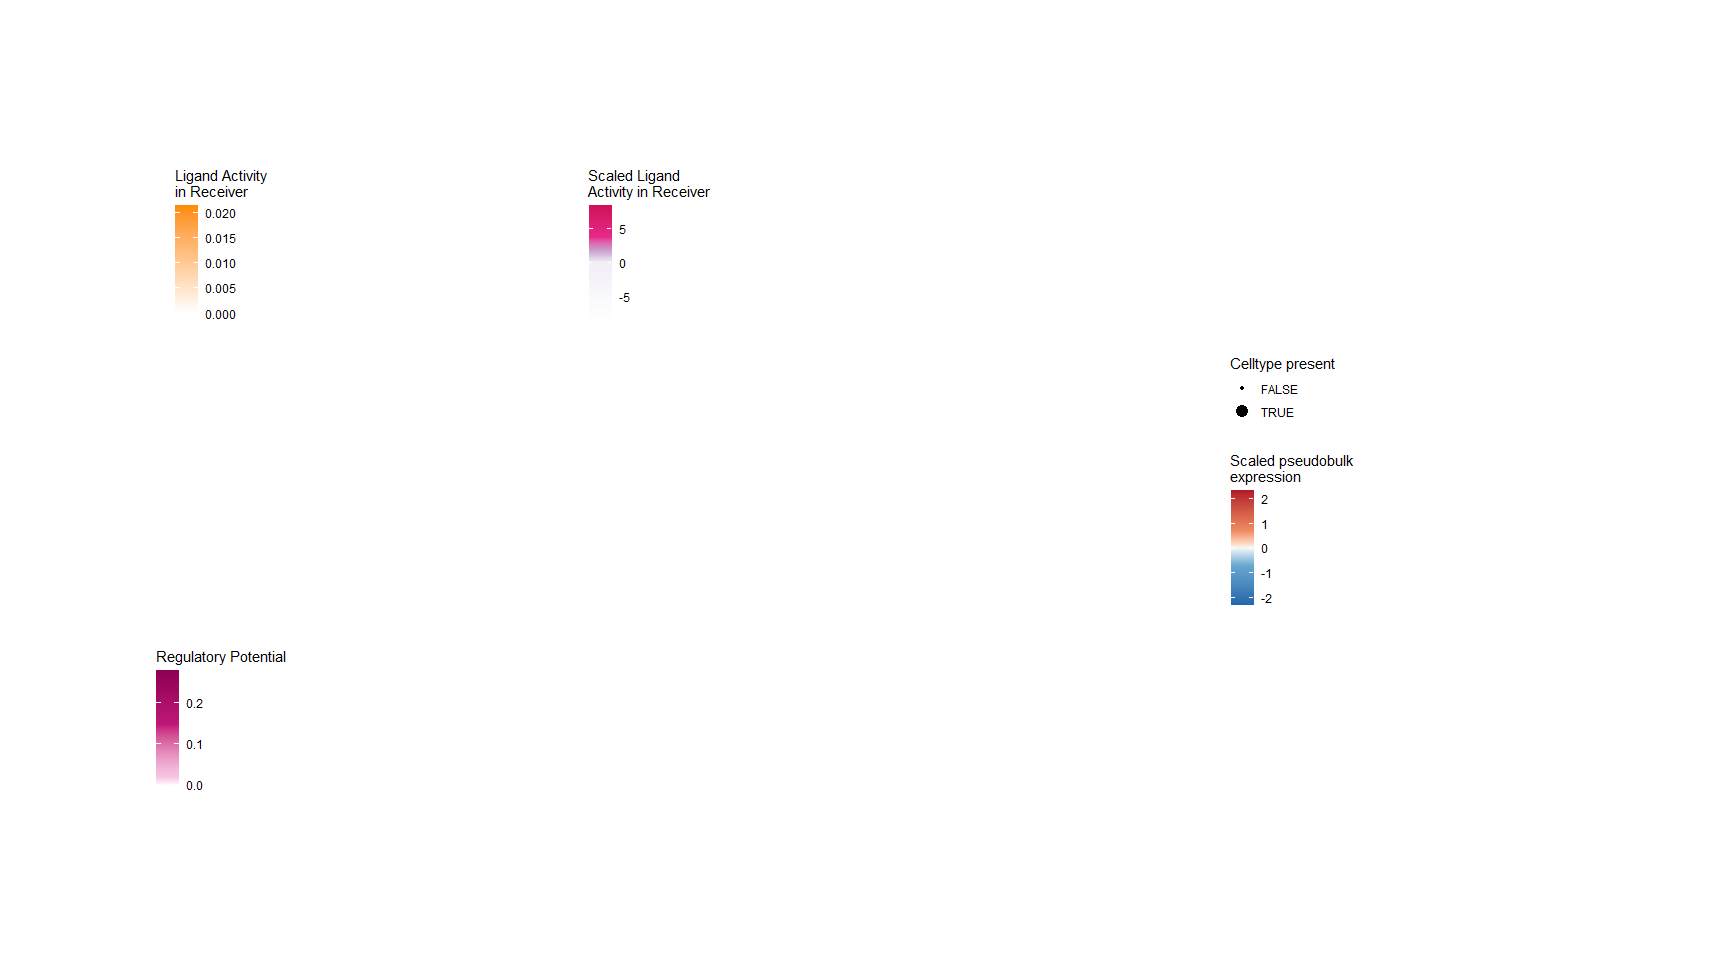 Ligand Activity
in Receiver
0.020
0.015
0.010
0.005
0.000
Scaled Ligand
Activity in Receiver
5
0
-5
Celltype present
FALSE
TRUE
Scaled pseudobulk
expression
2
1
0
-1
-2
Regulatory Potential
0.2
0.1
0.0